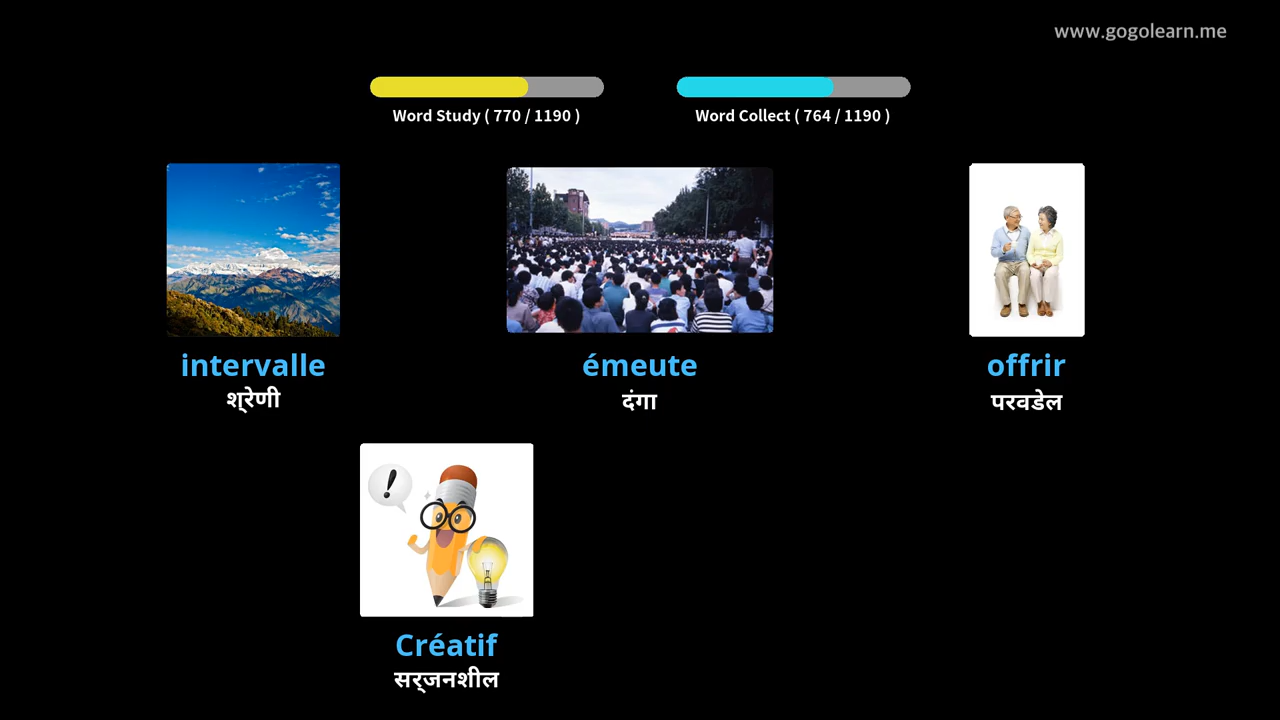 www.gogolearn.me
Word Study ( 770 / 1190 )
Word Collect ( 764 / 1190 )
intervalle
श्रेणी
émeute
दंगा
offrir
परवडेल
!
Créatif
सर्जनशील